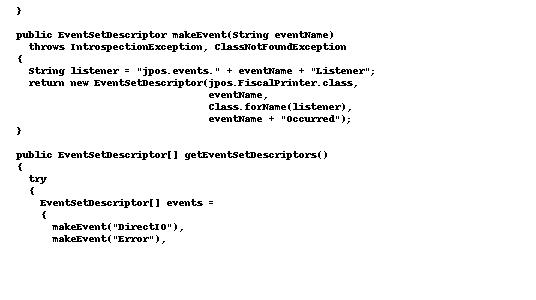 }
public EventSetDescriptor makeEvent(String eventName)
throws IntrospectionException, ClassNotFoundException
{
String listener = "jpos.events." + eventName + "Listener";
return new EventSetDescriptor(jpos.FiscalPrinter.class,
eventName,
Class.forName(listener),
eventName + "Occurred");
}
public EventSetDescriptor[] getEventSetDescriptors()
{
try
{
EventSetDescriptor[] events =
{
makeEvent("DirectIO"),
makeEvent("Error"),